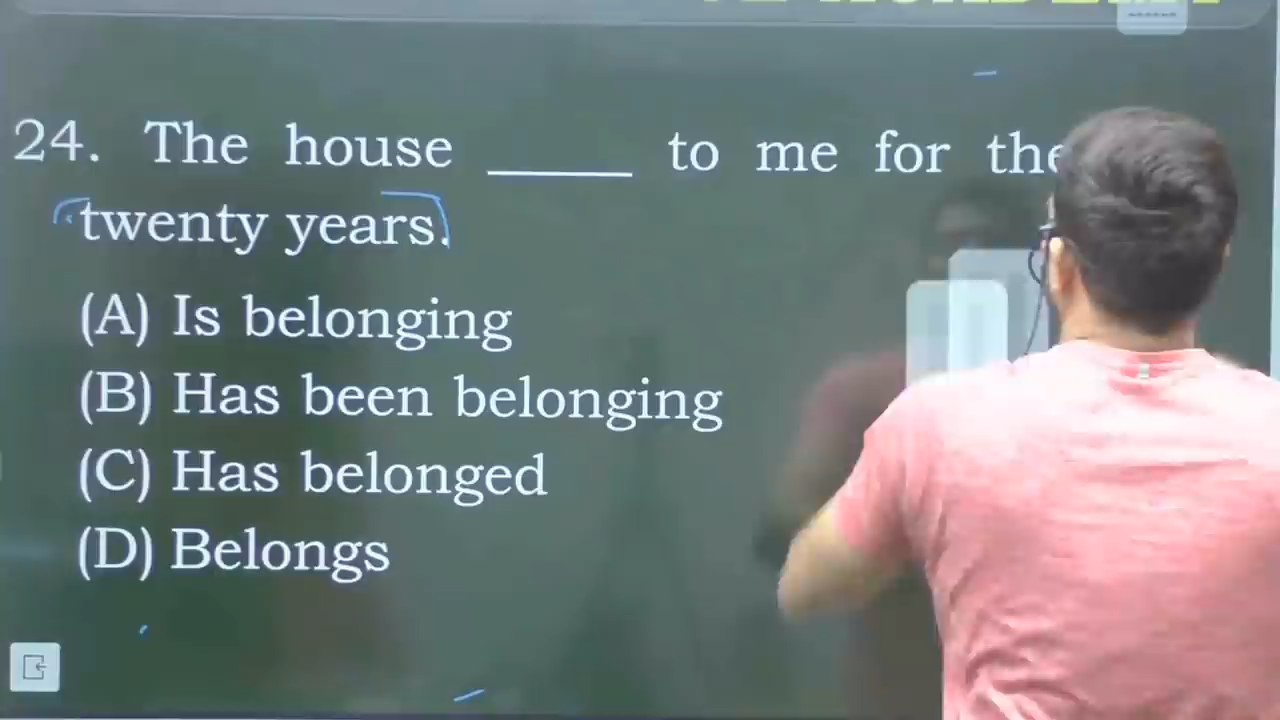 24. The house _____ to me for the
twenty years.
(A) Is belonging
(B) Has been belonging
(C) Has belonged
(D) Belongs